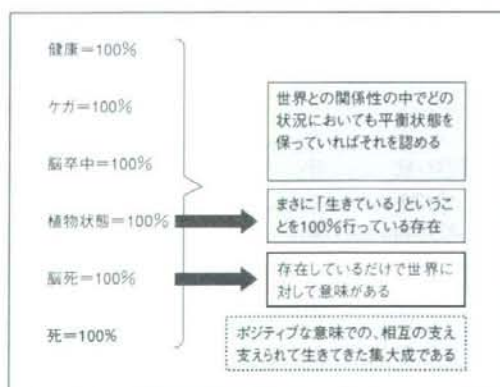 健康＝100％
ケガ＝100％
脳卒中＝100％
植物状態＝100％
脳死＝100％
死＝100％
世界との関係性の中でどの
状況においても平衡状態を
保っていればそれを認める
まさに「生きている」というこ
とを100％行っている存在
存在しているだけで世界に
対して意味がある
ポジティブな意味での、相互の支え
支えられて生きてきた集大成である